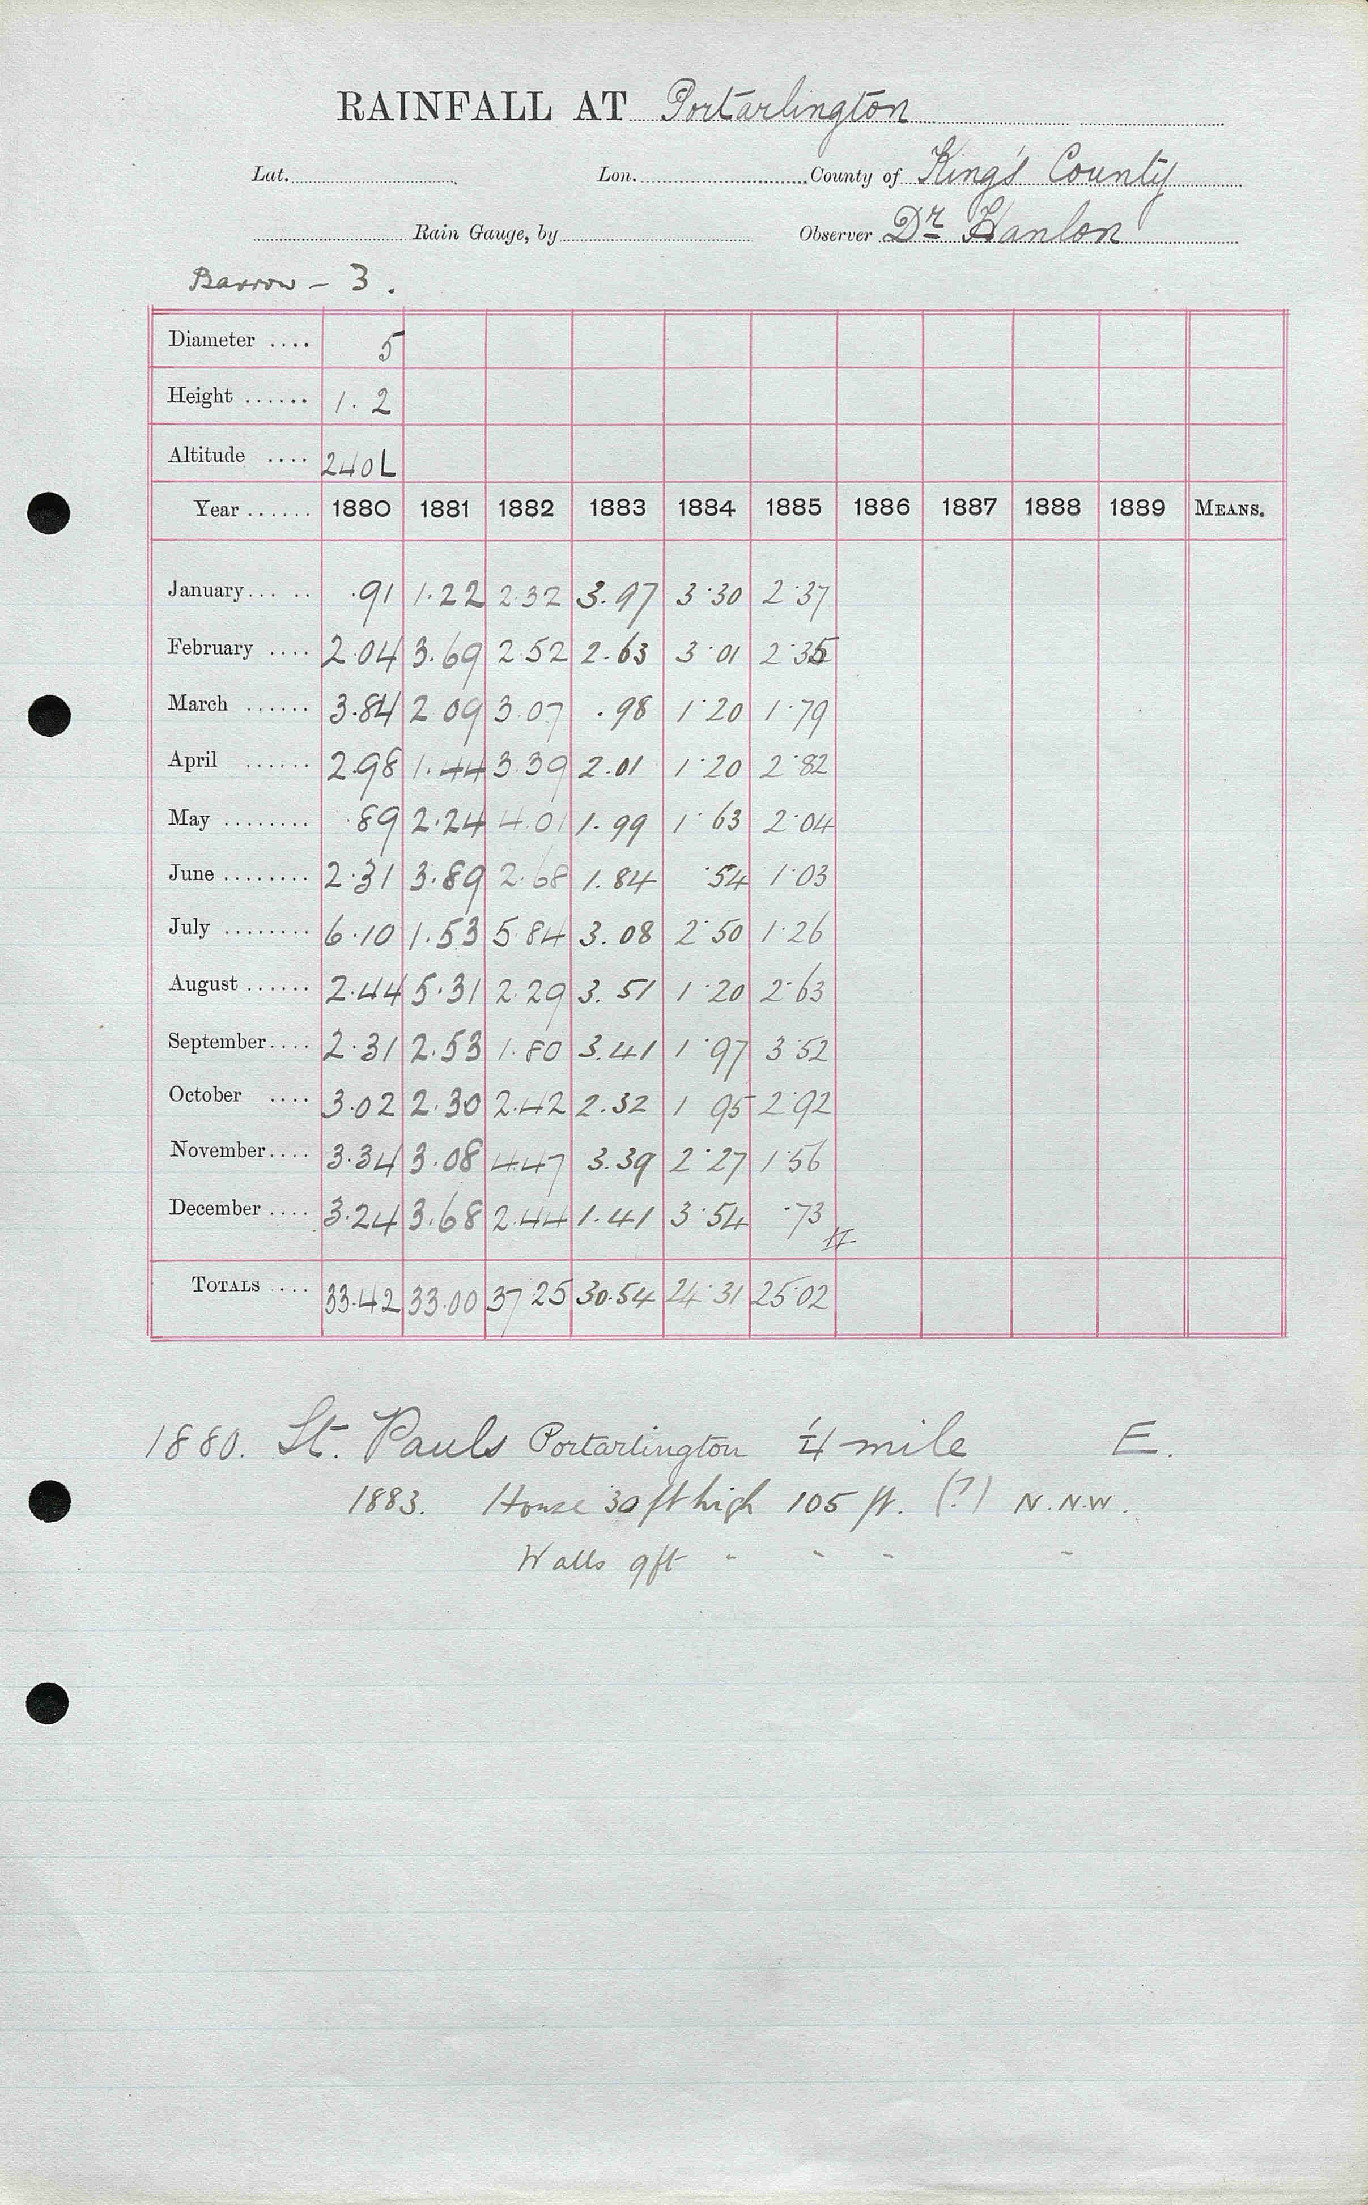 RAINFALL AT Portarlington
Lat. Lon. County of King's County
Rain Gauge, by Observer Dr Hanlon
Barrow - 3.
Diameter .... 5
Height ...... 1.2
Altitude .... 240L
Year ...... 1880 1881 1882 1883 1884 1885 1886 1887 1888 1889 MEANS.
January ..... .91 1.22 2.32 3.97 3.30 2.37
February .... 2.04 3.69 2.52 2.63 3.01 2.35
March ...... 3.84 2.09 3.07 .98 1.20 1.79
April ...... 2.98 1.44 3.39 2.01 1.20 2.82
May ........ .89 2.24 4.01 1.99 1.63 2.04
June ........ 2.31 3.89 2.68 1.84 .54 1.03
July ........ 6.10 1.53 5.84 3.08 2.50 1.26
August ...... 2.44 5.31 2.29 3.51 1.20 2.63
September .... 2.31 2.53 1.80 3.41 1.97 3.52
October .... 3.02 2.30 2.42 2.32 1 95 2.92
November .... 3.34 3.08 4.47 3.39 2.27 1.56
December .... 3.24 3.68 2.44 1.41 3.54 .73
TOTALS .... 33.42 33.00 37.25 30.54 24.31 25.02
1880. St. Pauls Portarlington 1/4 mile E.
1883. House 30 ft high 105 ft. (?) N.N.W.
Walls 9ft " " " "